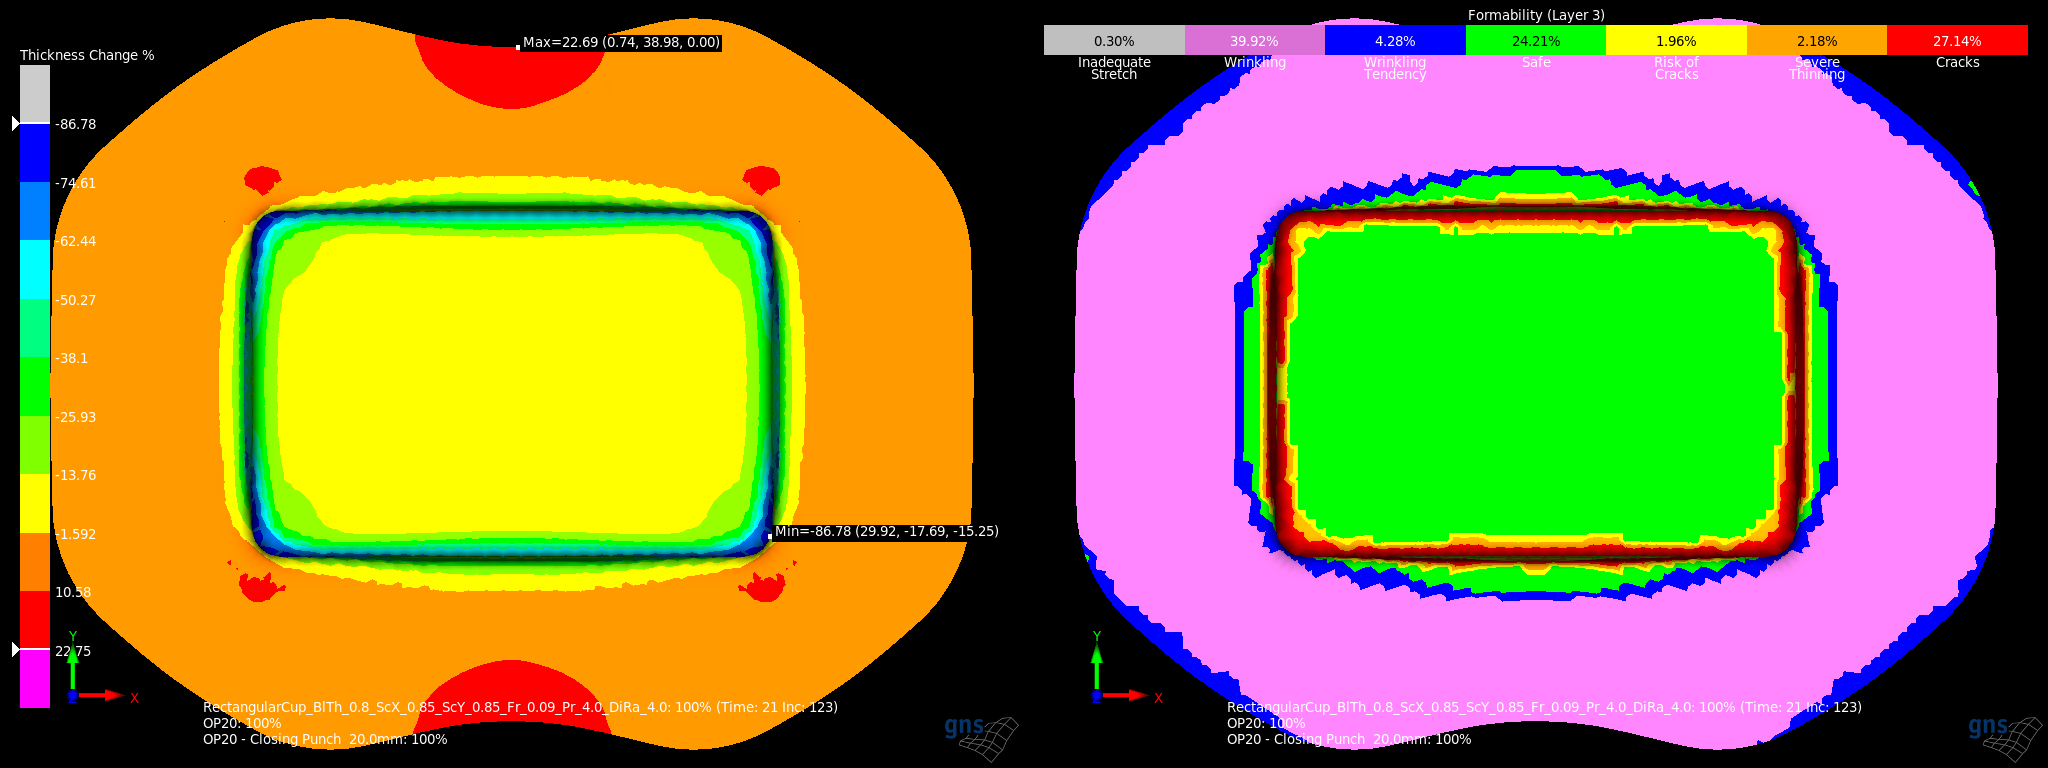 Thickness Change %
-86.78
-74.61
-62.44
-50.27
-38.1
-25.93
-13.76
-1.592
10.58
22.75
Max=22.69 (0.74, 38.98, 0.00)
Min=-86.78 (29.92, -17.69, -15.25)
Y
X
Z
RectangularCup_BlTh_0.8_ScX_0.85_ScY_0.85_Fr_0.09_Pr_4.0_DiRa_4.0: 100% (Time: 21 Inc: 123)
OP20: 100%
OP20 - Closing Punch  20.0mm: 100%
gns
Formability (Layer 3)
0.30% 39.92% 4.28% 24.21% 1.96% 2.18% 27.14%
Inadequate Stretch
Wrinkling
Wrinkling Tendency
Safe
Risk of Cracks
Severe Thinning
Cracks
Y
X
Z
RectangularCup_BlTh_0.8_ScX_0.85_ScY_0.85_Fr_0.09_Pr_4.0_DiRa_4.0: 100% (Time: 21 Inc: 123)
OP20: 100%
OP20 - Closing Punch  20.0mm: 100%
gns